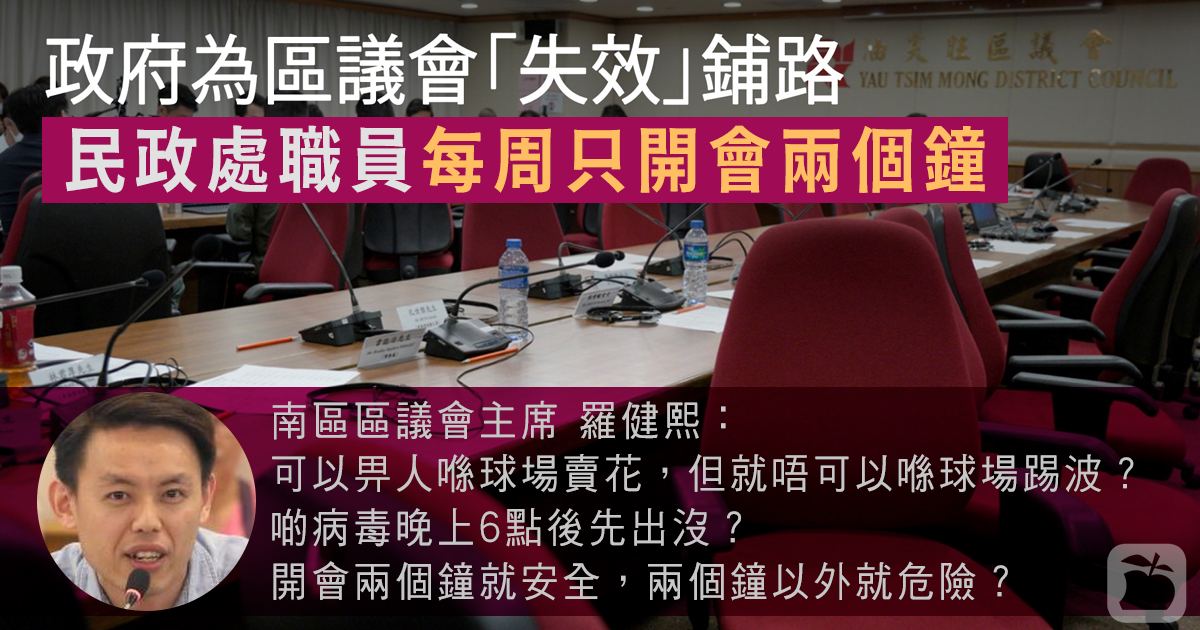 政府為區議會「失效」鋪路
油尖旺區議會
YAU TSIM MONG DISTRICT COUNCIL
民政處職員每周只開會兩個鐘
南區區議會主席 羅健熙：
可以畀人喺球場賣花，但就唔可以喺球場踢波？
啲病毒晚上6點後先出沒？
開會兩個鐘就安全，兩個鐘以外就危險？